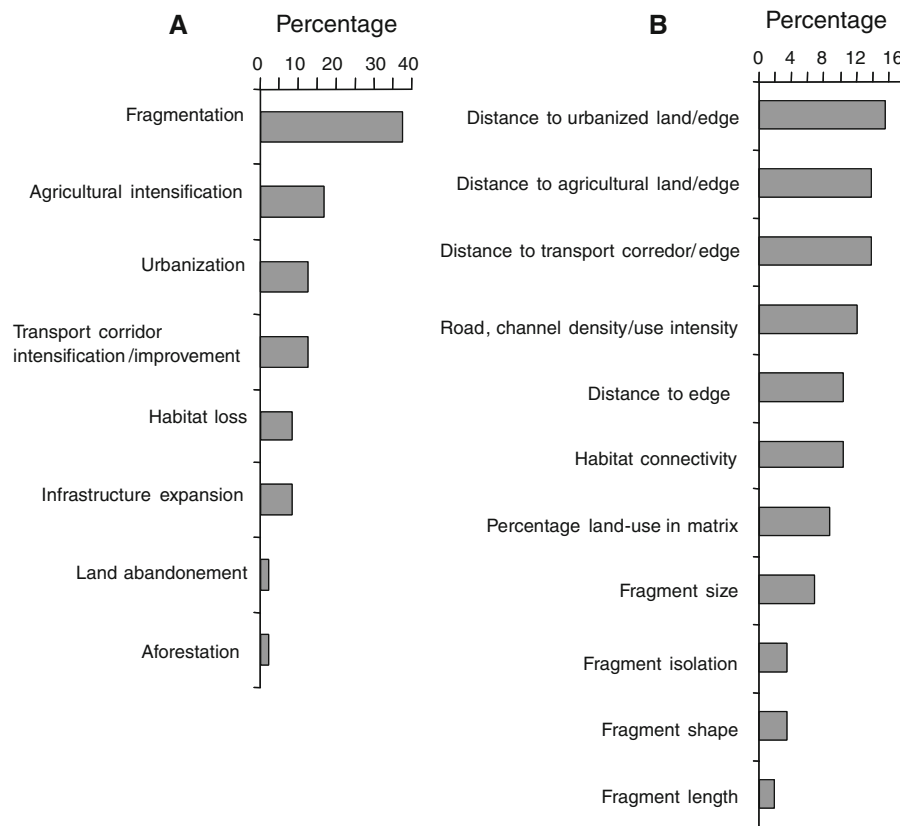 A
Percentage
0 10 20 30 40
Fragmentation
Agricultural intensification
Urbanization
Transport corridor
intensification/improvement
Habitat loss
Infrastructure expansion
Land abandonement
Aforestation
B
Percentage
0 4 8 12 16
Distance to urbanized land/edge
Distance to agricultural land/edge
Distance to transport corredor/edge
Road, channel density/use intensity
Distance to edge
Habitat connectivity
Percentage land-use in matrix
Fragment size
Fragment isolation
Fragment shape
Fragment length